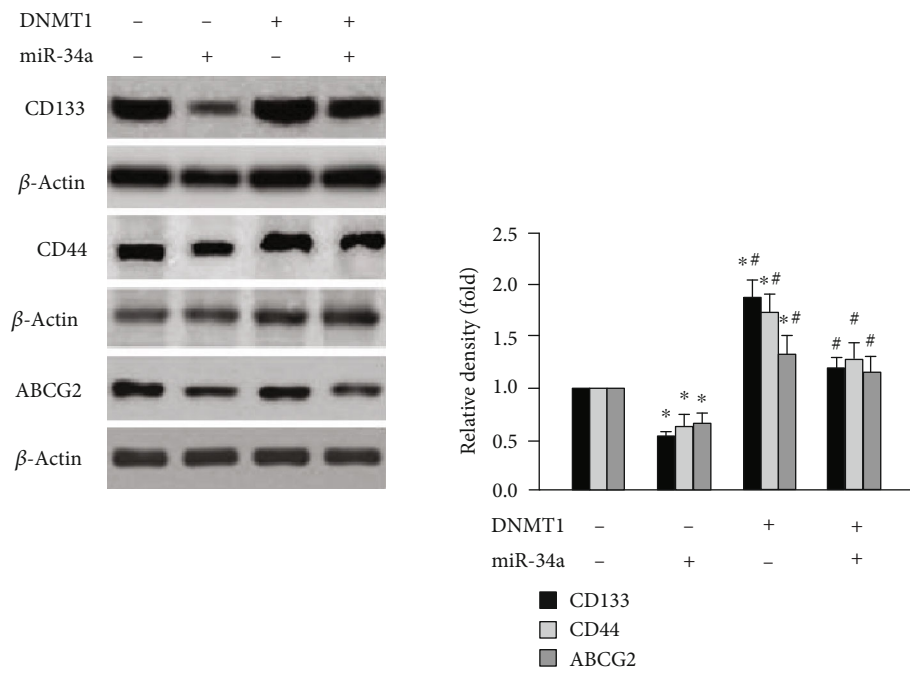 DNMT1 – – + +
miR-34a – + – +
CD133
β-Actin
CD44
β-Actin
ABCG2
β-Actin
Relative density (fold)
2.5
2.0
1.5
1.0
0.5
0.0
* * *
*# *# *#
# # #
DNMT1 – – + +
miR-34a – + – +
CD133
CD44
ABCG2